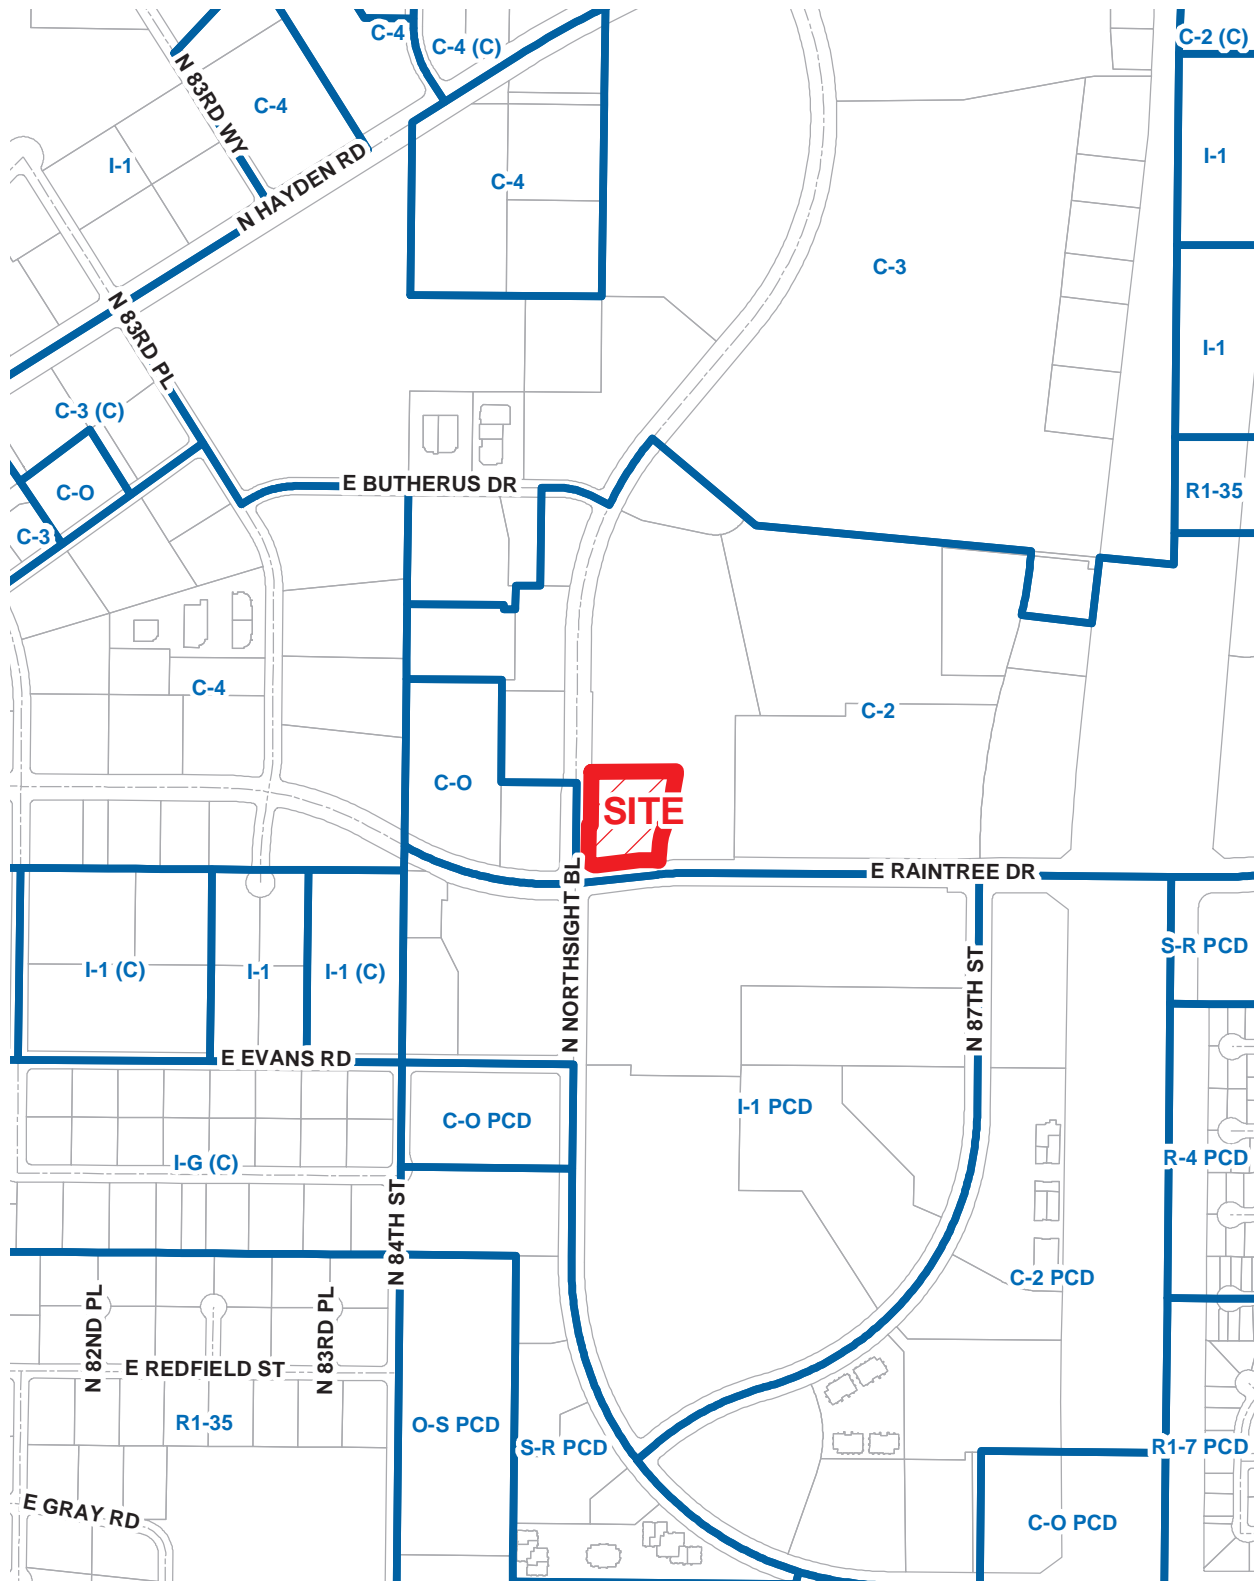 C-4
C-4 (C)
C-2 (C)
N 83RD WY
C-4
I-1
I-1
C-4
N HAYDEN RD
C-3
N 83RD PL
I-1
C-3 (C)
E BUTHERUS DR
C-O
R1-35
C-3
C-4
C-2
C-O
SITE
E RAINTREE DR
N NORTHSIGHT BL
S-R PCD
I-1 (C)
I-1
I-1 (C)
N 87TH ST
E EVANS RD
I-1 PCD
C-O PCD
I-G (C)
R-4 PCD
N 84TH ST
C-2 PCD
N 82ND PL
N 83RD PL
E REDFIELD ST
R1-35
O-S PCD
S-R PCD
R1-7 PCD
E GRAY RD
C-O PCD